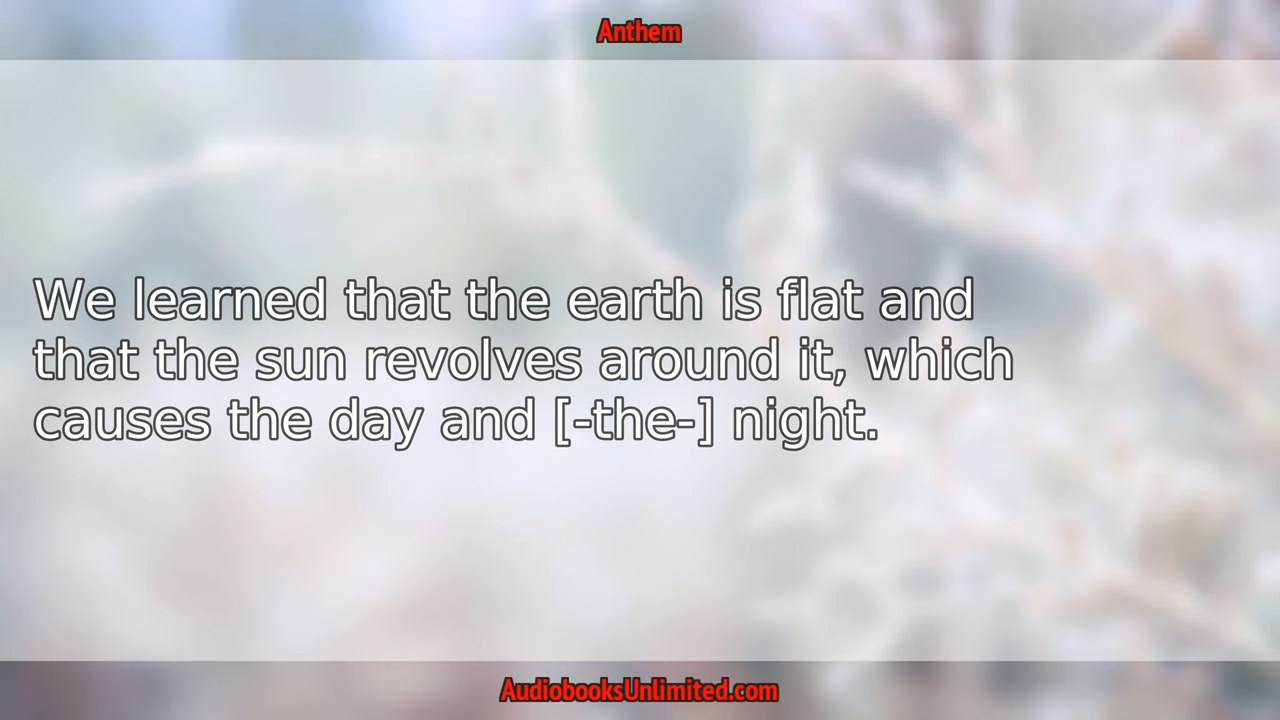 Anthem
We learned that the earth is flat and
that the sun revolves around it, which
causes the day and [-the-] night.
AudiobooksUnlimited.com